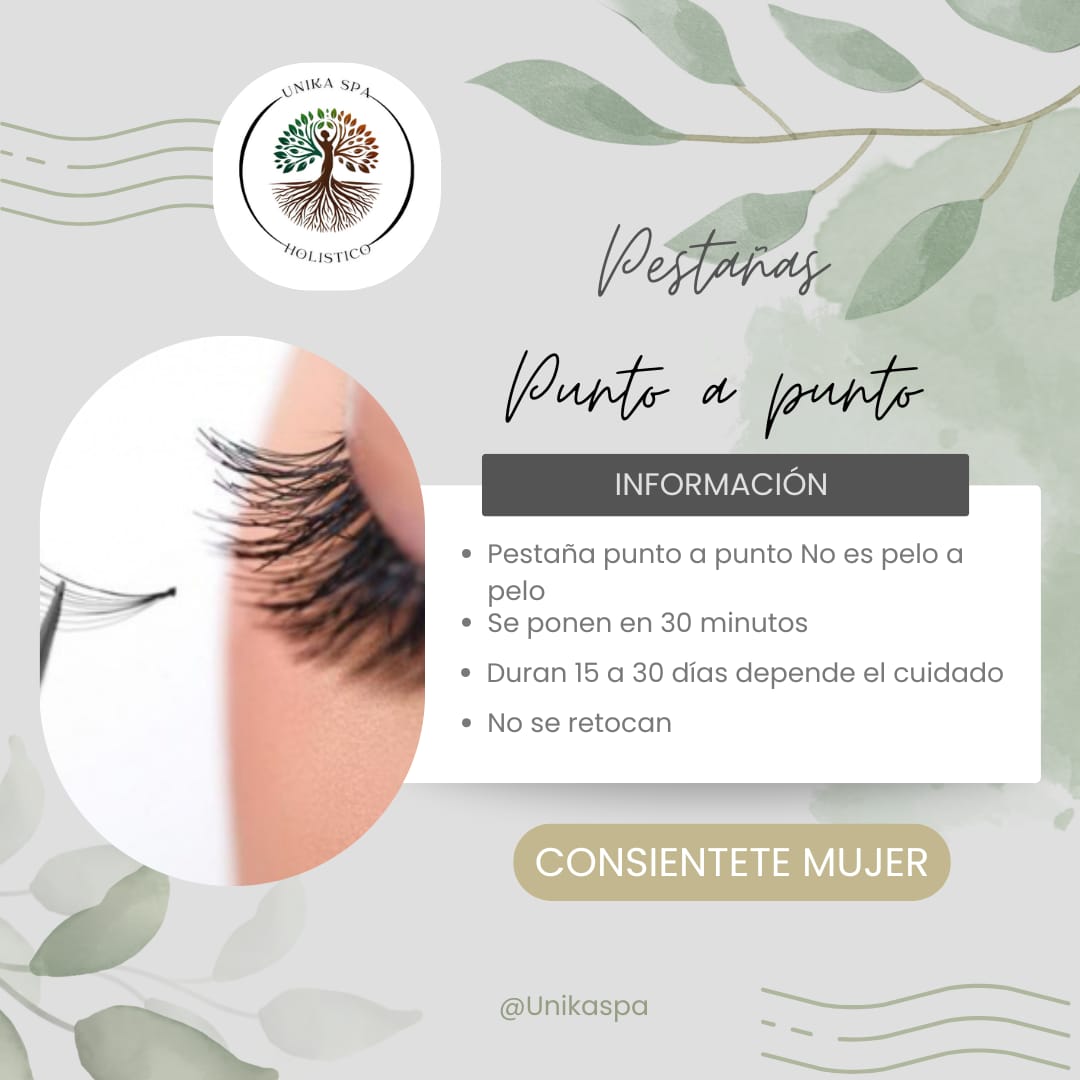 UNIKA SPA
HOLISTICO
Pestañas
Punto a punto
INFORMACIÓN
• Pestaña punto a punto No es pelo a
pelo
• Se ponen en 30 minutos
• Duran 15 a 30 días depende el cuidado
• No se retocan
CONSIENTETE MUJER
@Unikaspa